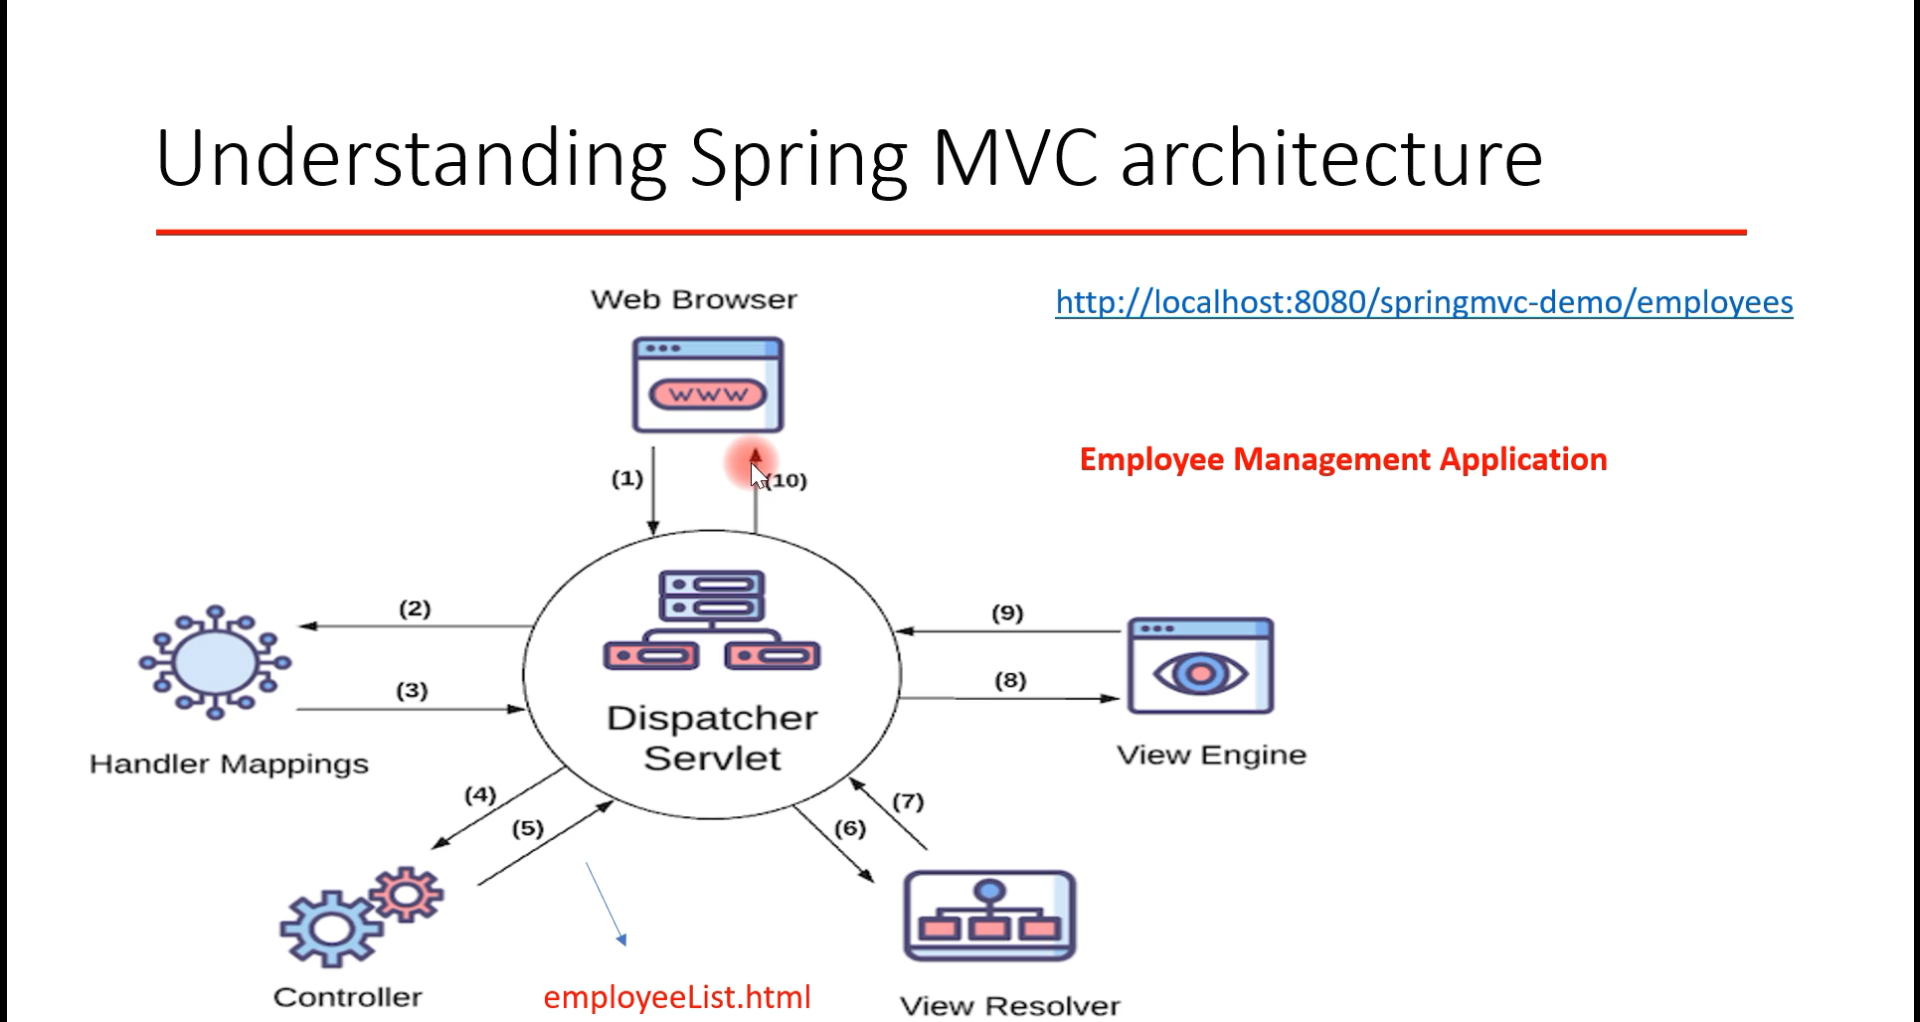 Understanding Spring MVC architecture
Web Browser
http://localhost:8080/springmvc-demo/employees
WWW
Employee Management Application
(1)
(10)
(2)
(9)
(3)
(8)
Dispatcher
Servlet
Handler Mappings
View Engine
(4)
(5)
(6)
(7)
Controller
employeeList.html
View Resolver